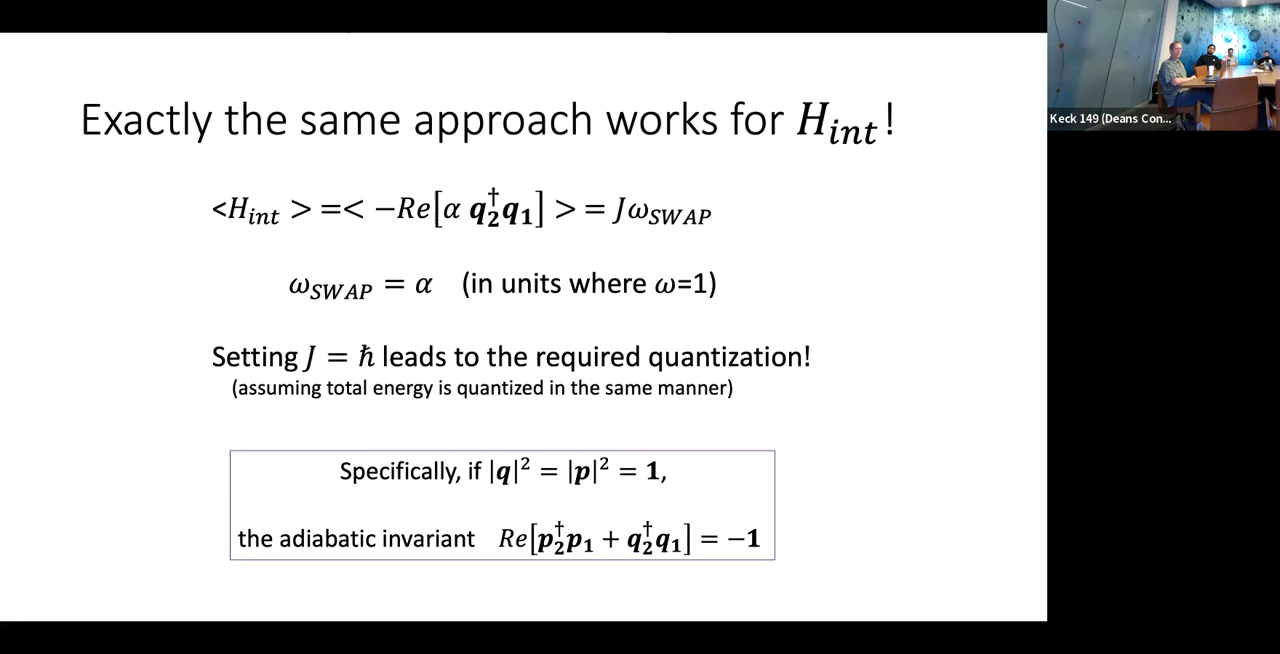 Exactly the same approach works for H_int!
<H_int > =< −Re[α q₂†q₁] > = Jω_SWAP
ω_SWAP = α (in units where ω=1)
Setting J = ℏ leads to the required quantization!
(assuming total energy is quantized in the same manner)
Specifically, if |q|² = |p|² = 1,
the adiabatic invariant Re[p₂†p₁ + q₂†q₁] = −1
Keck 149 (Deans Con...